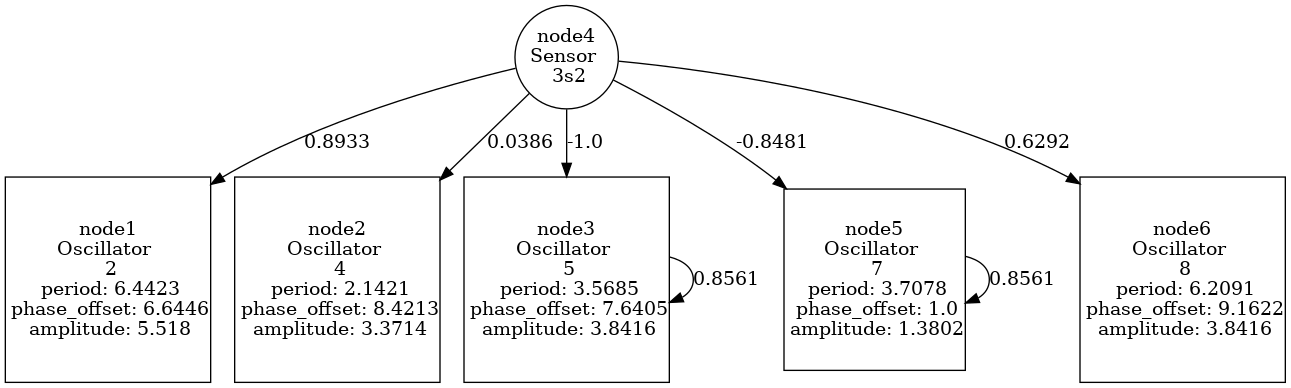 node4
Sensor
3s2
0.8933
0.0386
-1.0
-0.8481
0.6292
node1
Oscillator
2
period: 6.4423
phase_offset: 6.6446
amplitude: 5.518
node2
Oscillator
4
period: 2.1421
phase_offset: 8.4213
amplitude: 3.3714
node3
Oscillator
5
period: 3.5685
phase_offset: 7.6405
amplitude: 3.8416
0.8561
node5
Oscillator
7
period: 3.7078
phase_offset: 1.0
amplitude: 1.3802
0.8561
node6
Oscillator
8
period: 6.2091
phase_offset: 9.1622
amplitude: 3.8416